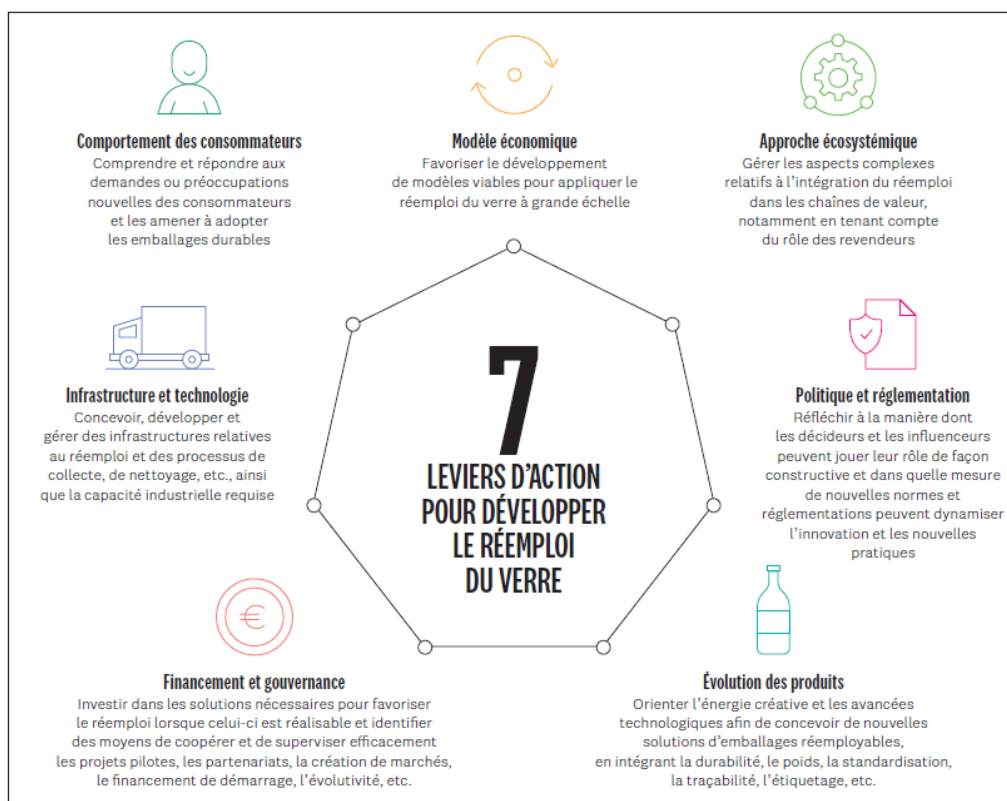 Comportement des consommateurs
Comprendre et répondre aux
demandes ou préoccupations
nouvelles des consommateurs
et les amener à adopter
les emballages durables
Modèle économique
Favoriser le développement
de modèles viables pour appliquer le
réemploi du verre à grande échelle
Approche écosystémique
Gérer les aspects complexes
relatifs à l’intégration du réemploi
dans les chaînes de valeur,
notamment en tenant compte
du rôle des revendeurs
Infrastructure et technologie
Concevoir, développer et
gérer des infrastructures relatives
au réemploi et des processus de
collecte, de nettoyage, etc., ainsi
que la capacité industrielle requise
7
LEVIERS D’ACTION
POUR DÉVELOPPER
LE RÉEMPLOI
DU VERRE
Politique et réglementation
Réfléchir à la manière dont
les décideurs et les influenceurs
peuvent jouer leur rôle de façon
constructive et dans quelle mesure
de nouvelles normes et
réglementations peuvent dynamiser
l’innovation et les nouvelles
pratiques
€
Financement et gouvernance
Investir dans les solutions nécessaires pour favoriser
le réemploi lorsque celui-ci est réalisable et identifier
des moyens de coopérer et de superviser efficacement
les projets pilotes, les partenariats, la création de marchés,
le financement de démarrage, l’évolutivité, etc.
Évolution des produits
Orienter l’énergie créative et les avancées
technologiques afin de concevoir de nouvelles
solutions d’emballages réemployables,
en intégrant la durabilité, le poids, la standardisation,
la traçabilité, l’étiquetage, etc.